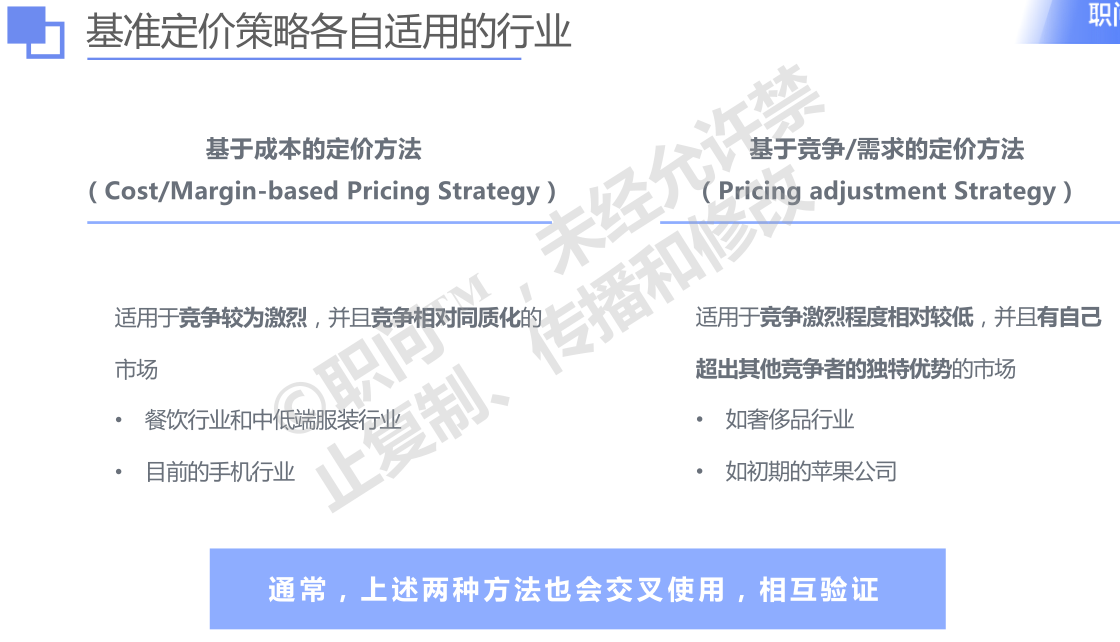 基准定价策略各自适用的行业
职问
基于成本的定价方法
（Cost/Margin-based Pricing Strategy）
适用于竞争较为激烈，并且竞争相对同质化的
市场
• 餐饮行业和中低端服装行业
• 目前的手机行业
基于竞争/需求的定价方法
（Pricing adjustment Strategy）
适用于竞争激烈程度相对较低，并且有自己
超出其他竞争者的独特优势的市场
• 如奢侈品行业
• 如初期的苹果公司
通常，上述两种方法也会交叉使用，相互验证
©职问™，未经允许禁
止复制、传播和修改